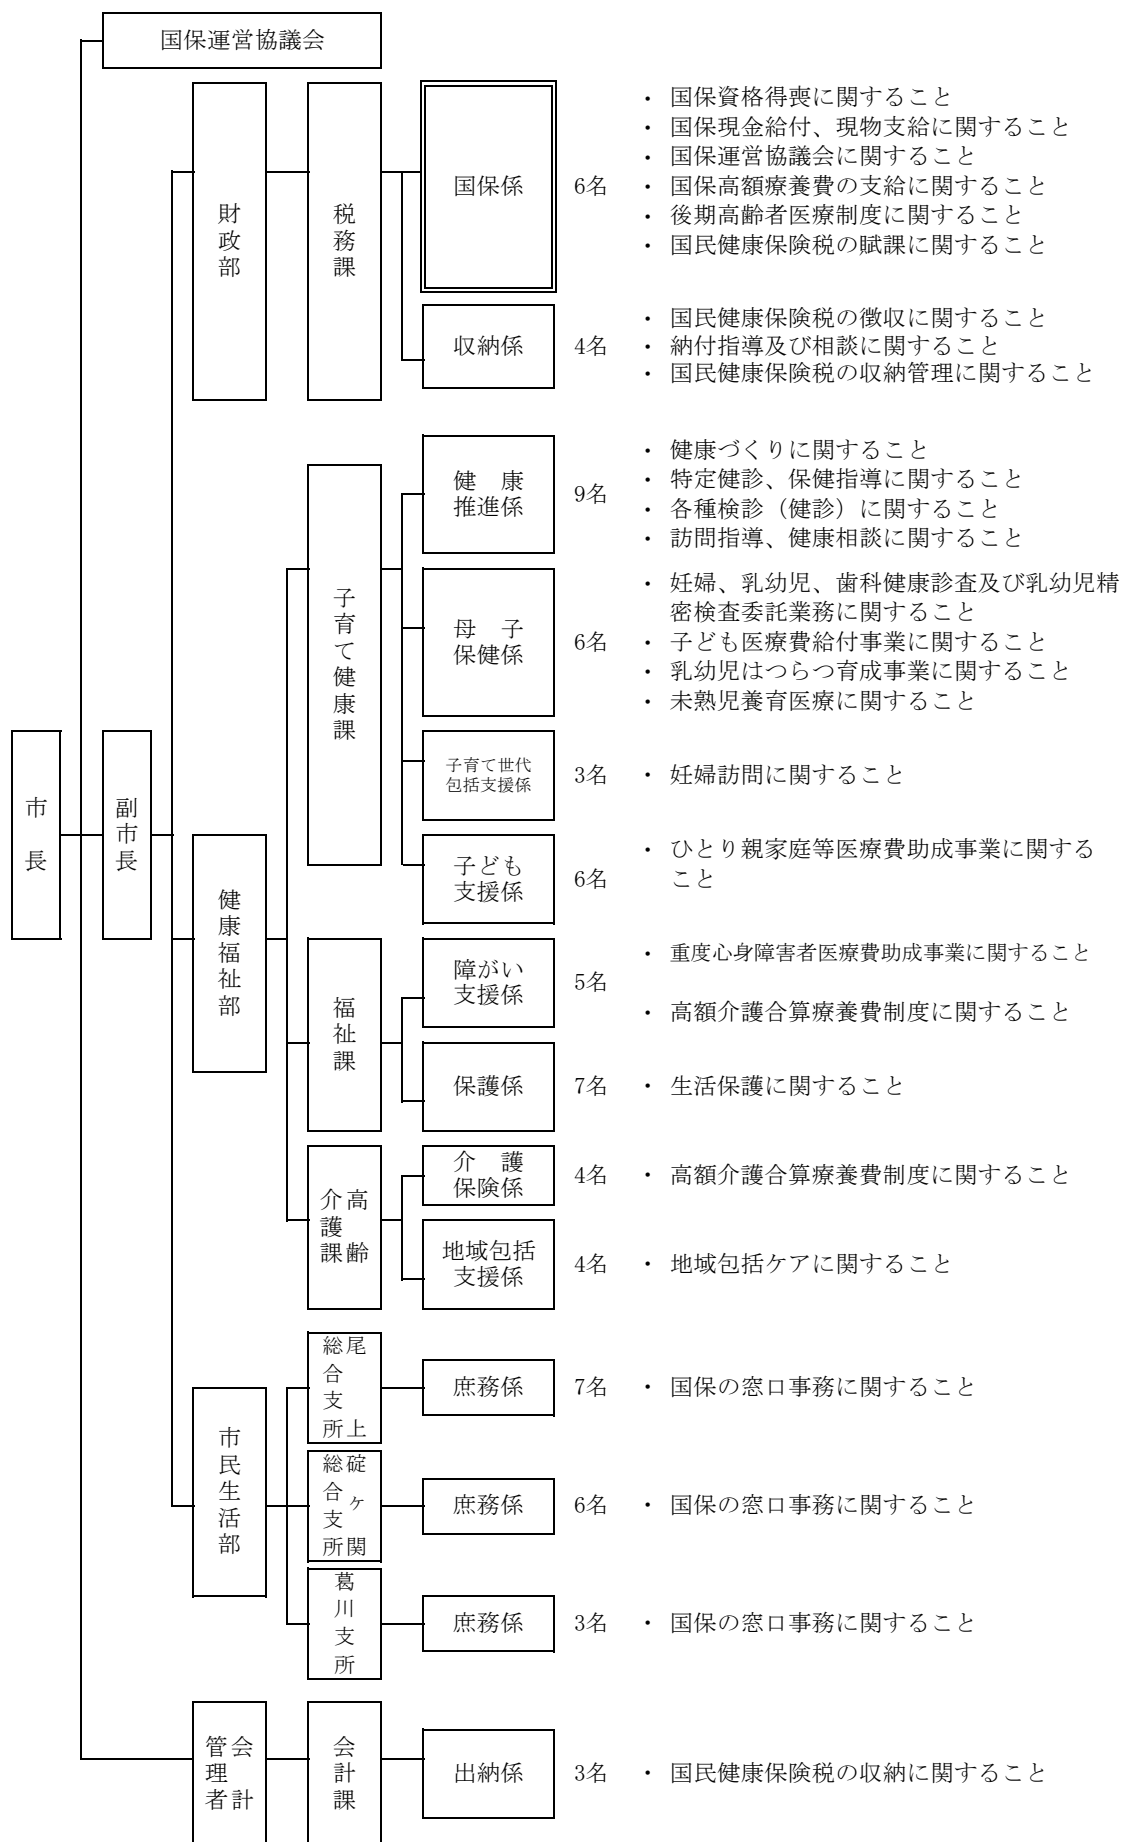 国保運営協議会
市長
副市長
財政部
税務課
国保係
6名
・ 国保資格得喪に関すること
・ 国保現金給付、現物支給に関すること
・ 国保運営協議会に関すること
・ 国保高額療養費の支給に関すること
・ 後期高齢者医療制度に関すること
・ 国民健康保険税の賦課に関すること
収納係
4名
・ 国民健康保険税の徴収に関すること
・ 納付指導及び相談に関すること
・ 国民健康保険税の収納管理に関すること
健康福祉部
子育て健康課
健 康
推進係
9名
・ 健康づくりに関すること
・ 特定健診、保健指導に関すること
・ 各種検診（健診）に関すること
・ 訪問指導、健康相談に関すること
母 子
保健係
6名
・ 妊婦、乳幼児、歯科健康診査及び乳幼児精
密検査委託業務に関すること
・ 子ども医療費給付事業に関すること
・ 乳幼児はつらつ育成事業に関すること
・ 未熟児養育医療に関すること
子育て世代
包括支援係
3名
・ 妊婦訪問に関すること
子ども
支援係
6名
・ ひとり親家庭等医療費助成事業に関する
こと
福祉課
障がい
支援係
5名
・ 重度心身障害者医療費助成事業に関すること
・ 高額介護合算療養費制度に関すること
保護係
7名
・ 生活保護に関すること
高齢
介護課
介 護
保険係
4名
・ 高額介護合算療養費制度に関すること
地域包括
支援係
4名
・ 地域包括ケアに関すること
市民生活部
尾上
総合支所
庶務係
7名
・ 国保の窓口事務に関すること
碇ヶ関
総合支所
庶務係
6名
・ 国保の窓口事務に関すること
葛川支所
庶務係
3名
・ 国保の窓口事務に関すること
会計
管理者
会計課
出納係
3名
・ 国民健康保険税の収納に関すること